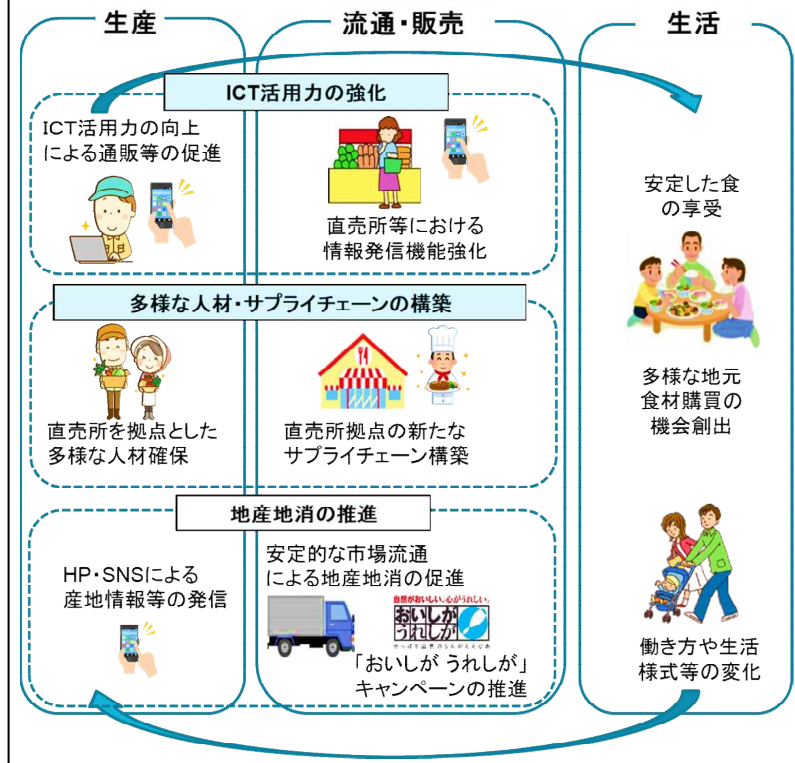 生産
流通・販売
生活
ICT活用力の強化
ICT活用力の向上
による通販等の促進
直売所等における
情報発信機能強化
多様な人材・サプライチェーンの構築
直売所を拠点とした
多様な人材確保
直売所拠点の新たな
サプライチェーン構築
地産地消の推進
HP・SNSによる
産地情報等の発信
安定的な市場流通
による地産地消の促進
自然がおいしい、心がうれしい。
おいしが
うれしが
「おいしが うれしが」
キャンペーンの推進
安定した食
の享受
多様な地元
食材購買の
機会創出
働き方や生活
様式等の変化